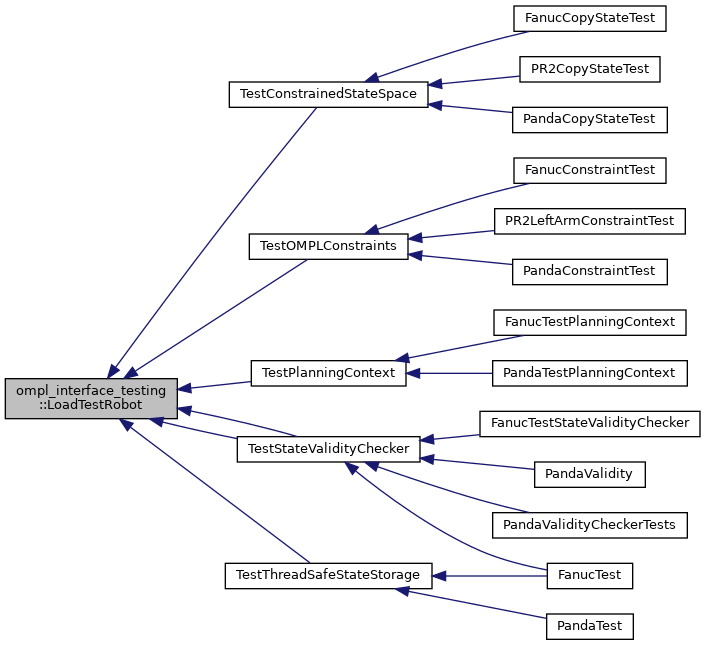 FanucCopyStateTest
PR2CopyStateTest
TestConstrainedStateSpace
PandaCopyStateTest
FanucConstraintTest
PR2LeftArmConstraintTest
TestOMPLConstraints
PandaConstraintTest
FanucTestPlanningContext
TestPlanningContext
PandaTestPlanningContext
ompl_interface_testing
::LoadTestRobot
FanucTestStateValidityChecker
TestStateValidityChecker
PandaValidity
PandaValidityCheckerTests
TestThreadSafeStateStorage
FanucTest
PandaTest